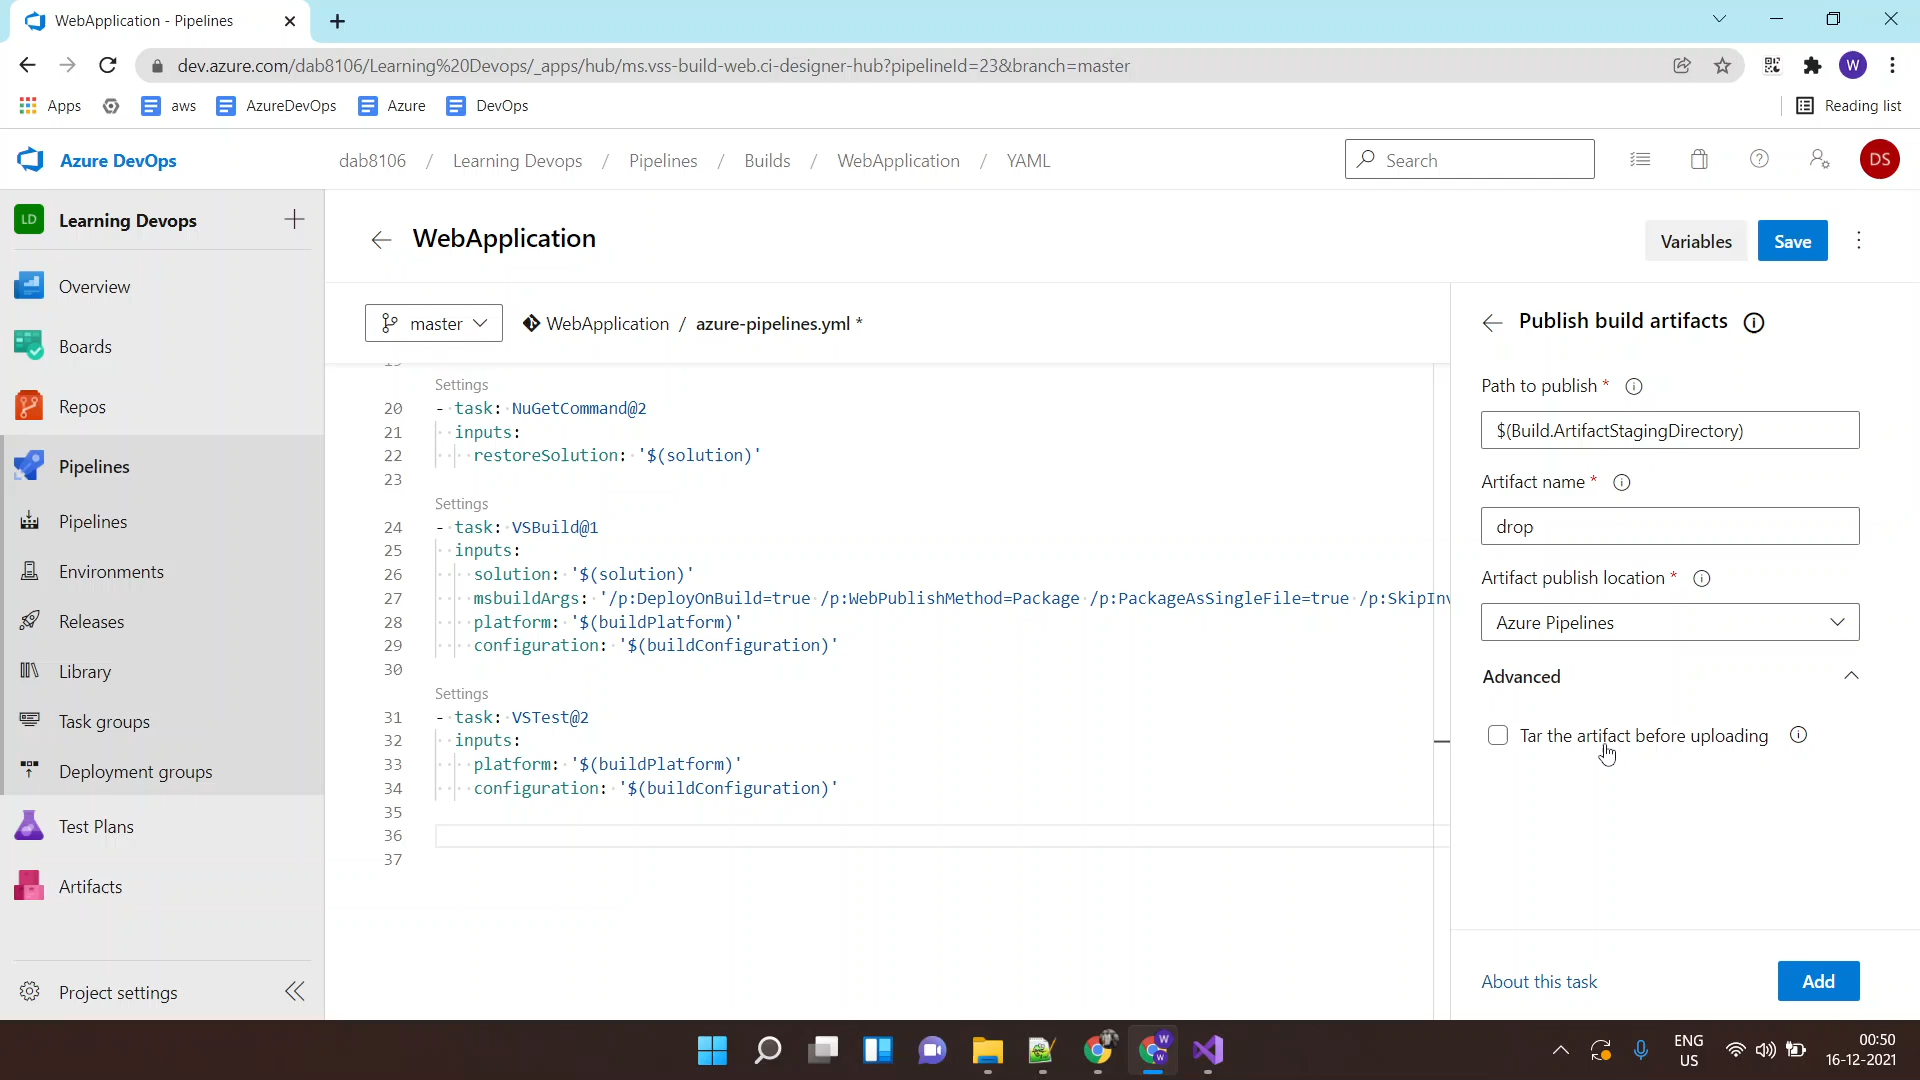 WebApplication - Pipelines
dev.azure.com/dab8106/Learning%20Devops/_apps/hub/ms.vss-build-web.ci-designer-hub?pipelineId=23&branch=master
W
Apps aws AzureDevOps Azure DevOps Reading list
Azure DevOps
dab8106 / Learning Devops / Pipelines / Builds / WebApplication / YAML
Search
DS
LD Learning Devops
Overview
Boards
Repos
Pipelines
Pipelines
Environments
Releases
Library
Task groups
Deployment groups
Test Plans
Artifacts
Project settings
WebApplication
Variables
Save
master
WebApplication / azure-pipelines.yml *
Settings
20 - task: NuGetCommand@2
21 inputs:
22 restoreSolution: '$(solution)'
23
Settings
24 - task: VSBuild@1
25 inputs:
26 solution: '$(solution)'
27 msbuildArgs: '/p:DeployOnBuild=true /p:WebPublishMethod=Package /p:PackageAsSingleFile=true /p:SkipInv
28 platform: '$(buildPlatform)'
29 configuration: '$(buildConfiguration)'
30
Settings
31 - task: VSTest@2
32 inputs:
33 platform: '$(buildPlatform)'
34 configuration: '$(buildConfiguration)'
35
36
37
Publish build artifacts
Path to publish *
$(Build.ArtifactStagingDirectory)
Artifact name *
drop
Artifact publish location *
Azure Pipelines
Advanced
Tar the artifact before uploading
About this task
Add
ENG
US
00:50
16-12-2021